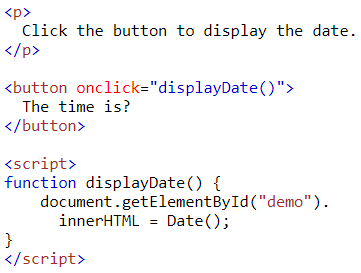 <p>
  Click the button to display the date.
</p>

<button onclick="displayDate()">
  The time is?
</button>

<script>
function displayDate() {
    document.getElementById("demo").
      innerHTML = Date();
}
</script>